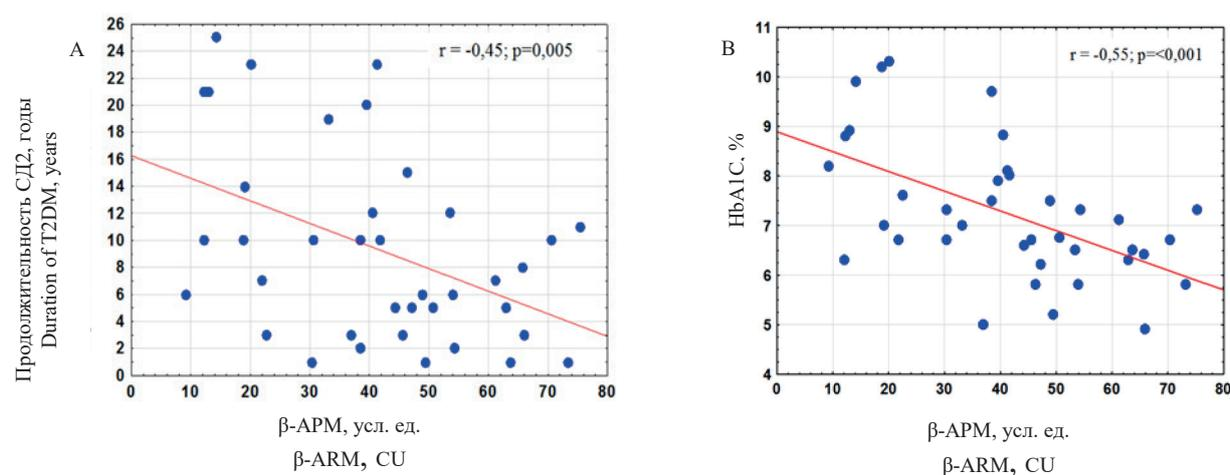 A
r = -0,45; p=0,005
Продолжительность СД2, годы
Duration of T2DM, years
26
24
22
20
18
16
14
12
10
8
6
4
2
0
0 10 20 30 40 50 60 70 80
β-АРМ, усл. ед.
β-ARM, CU
B
r = -0,55; p=<0,001
HbA1C. %
11
10
9
8
7
6
5
4
0 10 20 30 40 50 60 70 80
β-АРМ, усл. ед.
β-ARM, CU